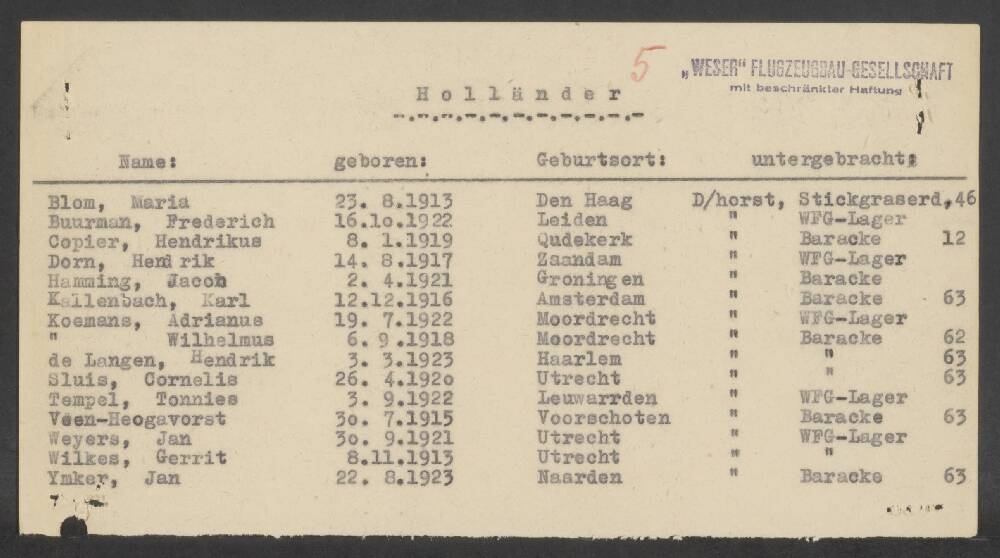 5
„WESER“ FLUGZEUGBAU-GESELLSCHAFT
mit beschränkter Haftung
Holländer
-.-.-.-.-.-.-.-.-.-.-
Name: geboren: Geburtsort: untergebracht:
Blom, Maria 23. 8.1913 Den Haag D/horst, Stickgraserd,46
Buurman, Frederich 16.1o.1922 Leiden " WFG-Lager
Copier, Hendrikus 8. 1.1919 Qudekerk " Baracke 12
Dorn, Hendrik 14. 8.1917 Zaandam " WFG-Lager
Hamming, Jacob 2. 4.1921 Groningen " Baracke
Kallenbach, Karl 12.12.1916 Amsterdam " Baracke 63
Koemans, Adrianus 19. 7.1922 Moordrecht " WFG-Lager
" Wilhelmus 6. 9.1918 Moordrecht " Baracke 62
de Langen, Hendrik 3. 3.1923 Haarlem " " 63
Sluis, Cornelis 26. 4.192o Utrecht " " 63
Tempel, Tonnies 3. 9.1922 Leuwarrden " WFG-Lager
Veen-Heogavorst 3o. 7.1915 Voorschoten " Baracke 63
Weyers, Jan 3o. 9.1921 Utrecht " WFG-Lager
Wilkes, Gerrit 8.11.1913 Utrecht " "
Ymker, Jan 22. 8.1923 Naarden " Baracke 63